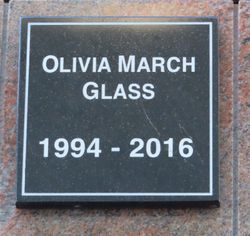 OLIVIA MARCH
GLASS
1994 - 2016